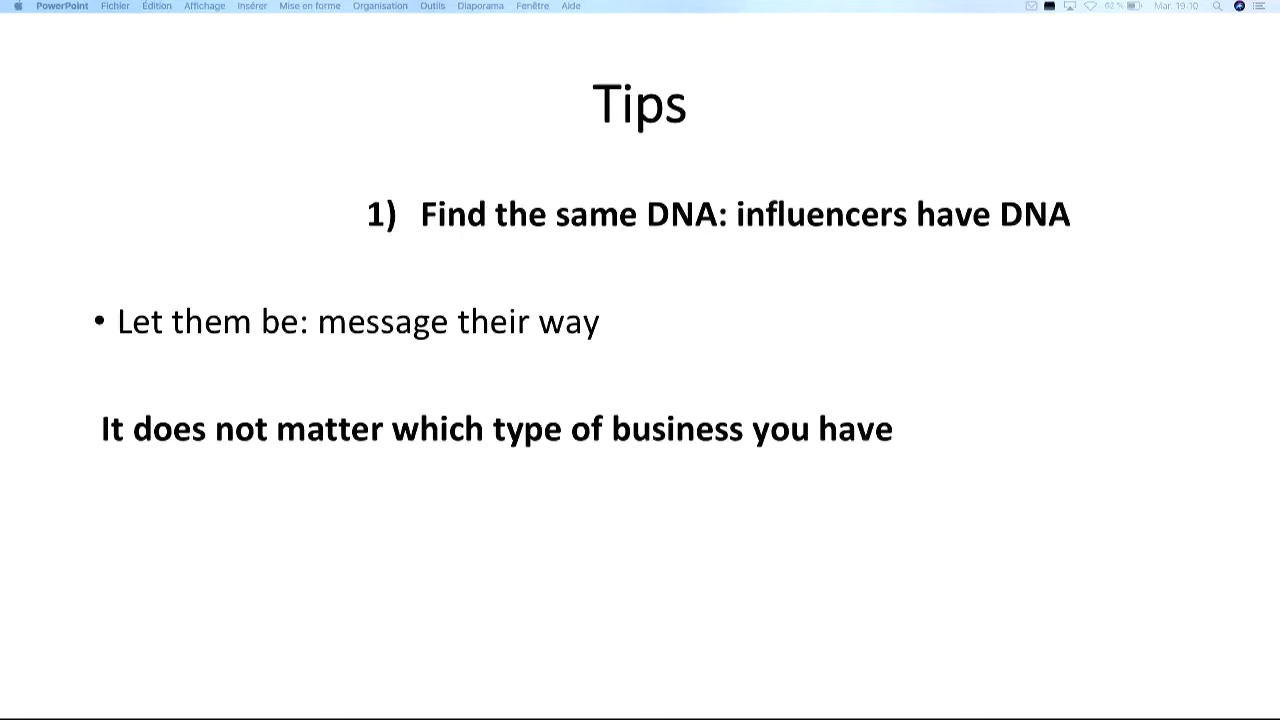 PowerPoint Fichier Édition Affichage Insérer Mise en forme Organisation Outils Diaporama Fenêtre Aide 62 % Mar. 19:10
Tips
1) Find the same DNA: influencers have DNA
• Let them be: message their way
It does not matter which type of business you have